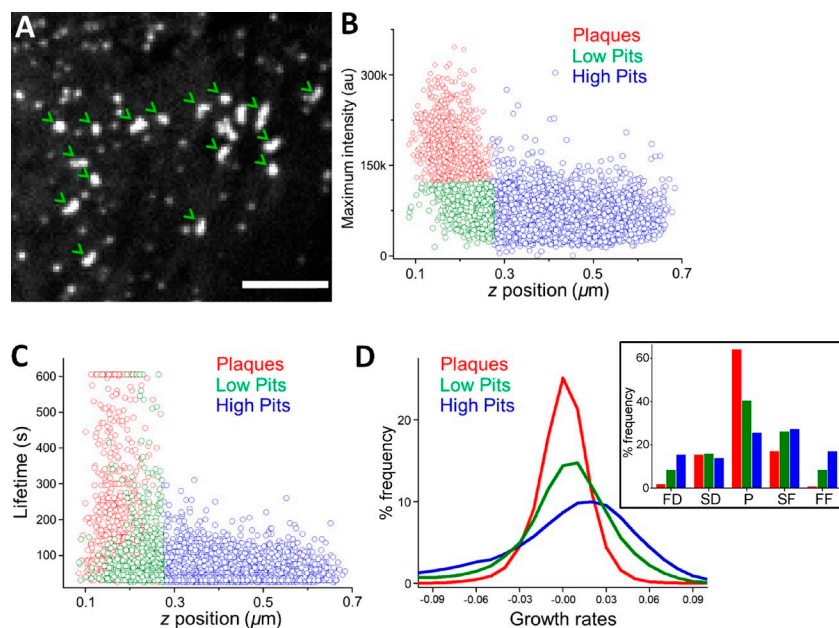 A
B
Plaques
Low Pits
High Pits
Maximum intensity (au)
300k
150k
0
0.1 0.3 0.5 0.7
z position (µm)
C
Plaques
Low Pits
High Pits
Lifetime (s)
600
500
400
300
200
100
0.1 0.3 0.5 0.7
z position (µm)
D
Plaques
Low Pits
High Pits
% frequency
20
10
0
-0.09 -0.06 -0.03 -0.00 0.03 0.06 0.09
Growth rates
% frequency
60
40
20
0
FD SD P SF FF